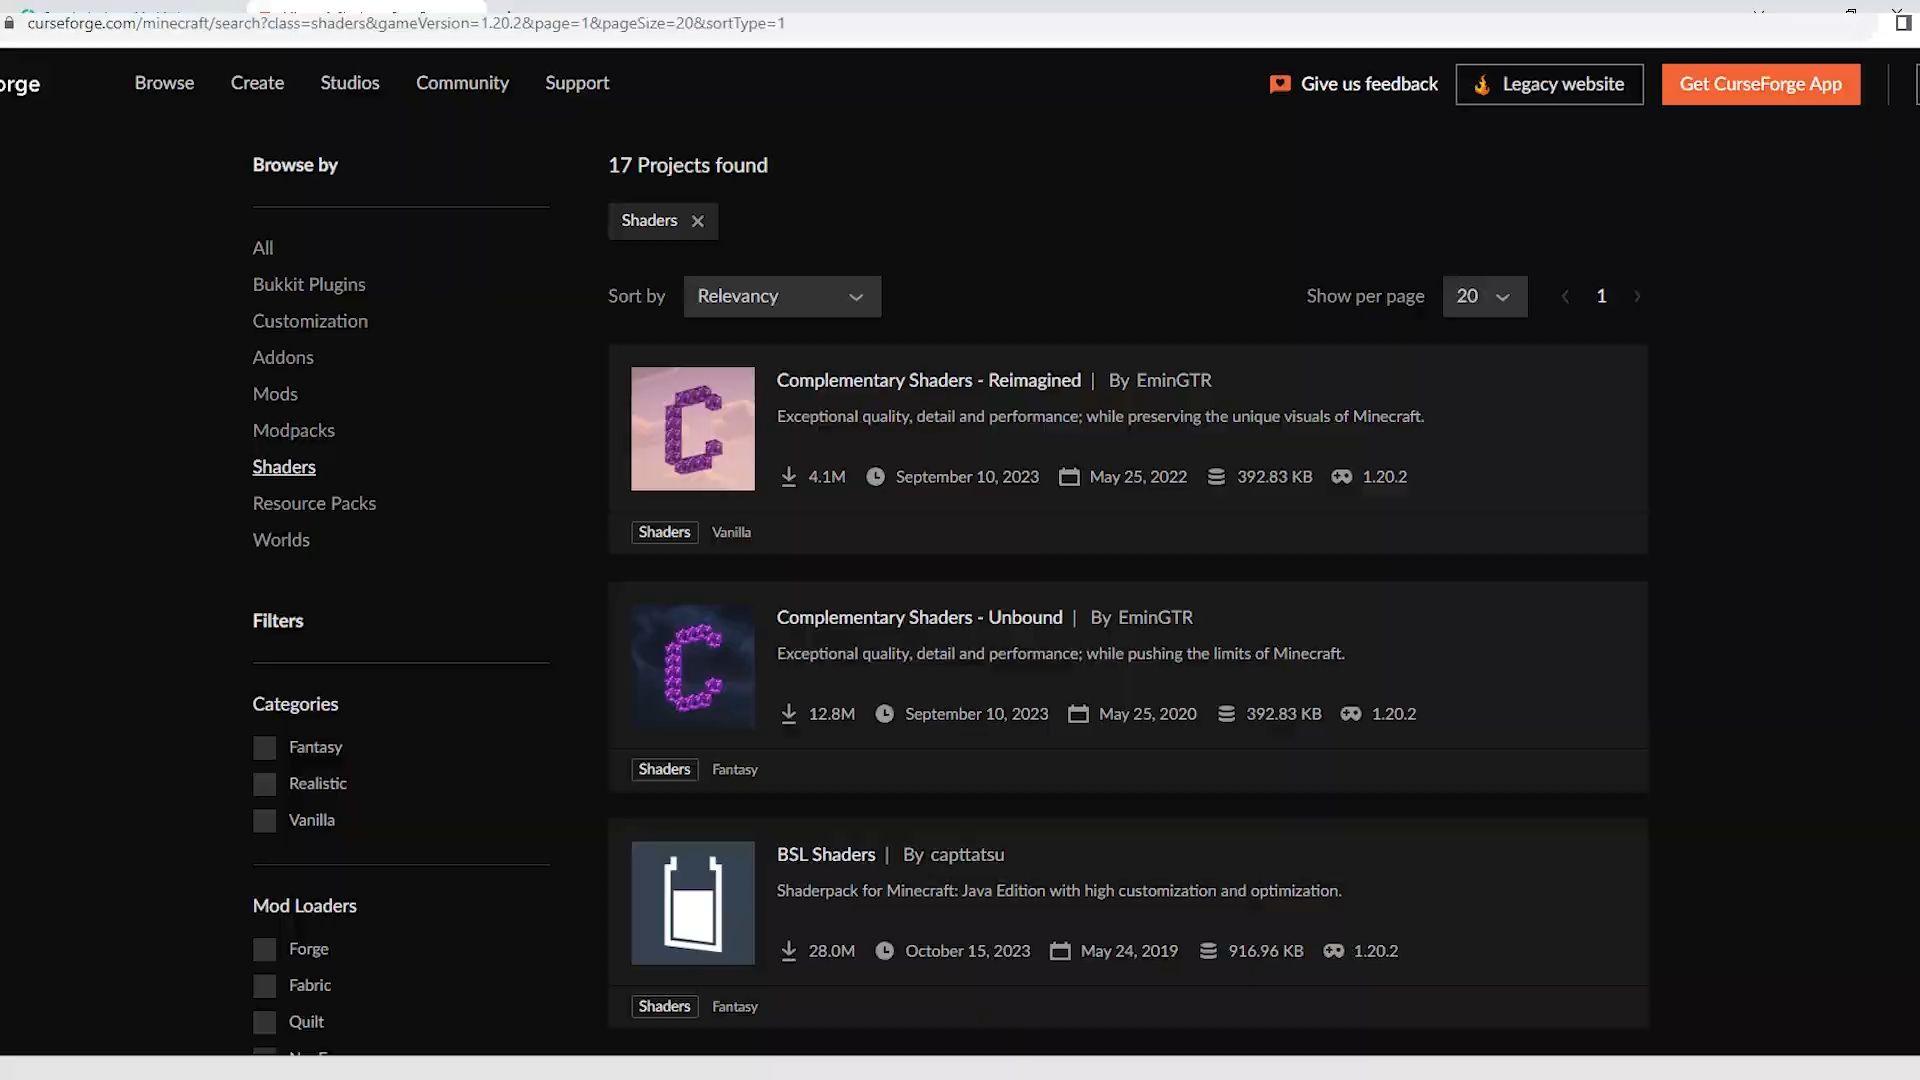 curseforge.com/minecraft/search?class=shaders&gameVersion=1.20.2&page=1&pageSize=20&sortType=1
orge
Browse
Create
Studios
Community
Support
Give us feedback
Legacy website
Get CurseForge App
Browse by
All
Bukkit Plugins
Customization
Addons
Mods
Modpacks
Shaders
Resource Packs
Worlds
Filters
Categories
Fantasy
Realistic
Vanilla
Mod Loaders
Forge
Fabric
Quilt
17 Projects found
Shaders
Sort by
Relevancy
Show per page
20
1
Complementary Shaders - Reimagined | By EminGTR
Exceptional quality, detail and performance; while preserving the unique visuals of Minecraft.
4.1M September 10, 2023 May 25, 2022 392.83 KB 1.20.2
Shaders Vanilla
Complementary Shaders - Unbound | By EminGTR
Exceptional quality, detail and performance; while pushing the limits of Minecraft.
12.8M September 10, 2023 May 25, 2020 392.83 KB 1.20.2
Shaders Fantasy
BSL Shaders | By capttatsu
Shaderpack for Minecraft: Java Edition with high customization and optimization.
28.0M October 15, 2023 May 24, 2019 916.96 KB 1.20.2
Shaders Fantasy